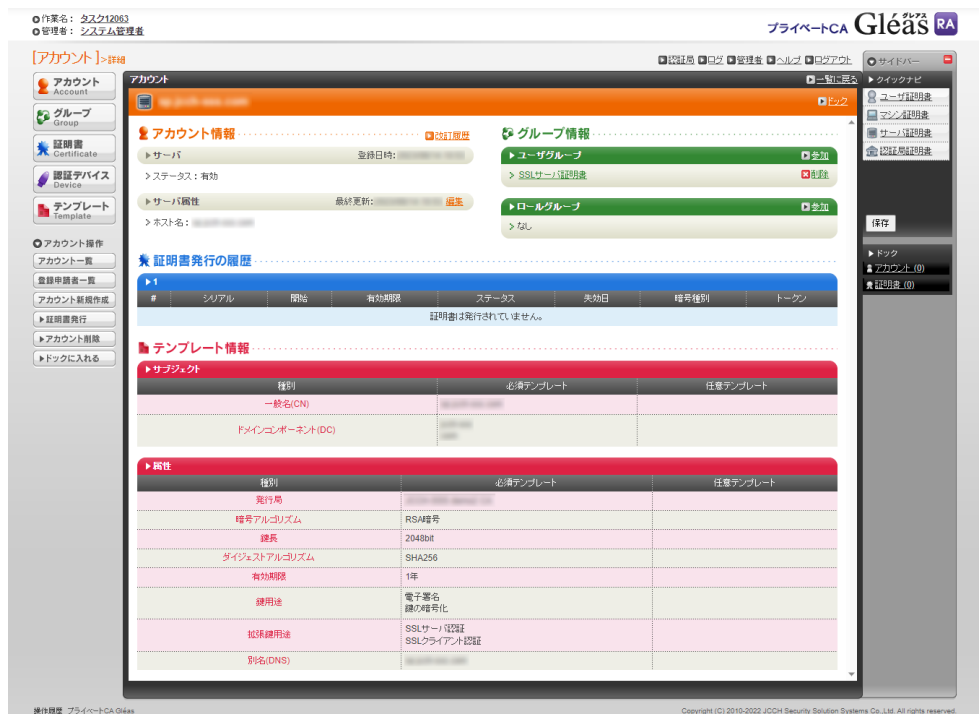 作業名： タスク12063
管理者： システム管理者
プライベートCA Gléas グレアス RA
[アカウント]>詳細
認証局 ログ 管理者 ヘルプ ログアウト
サイドバー
アカウント
Account
グループ
Group
証明書
Certificate
認証デバイス
Device
テンプレート
Template
アカウント操作
アカウント一覧
登録申請者一覧
アカウント新規作成
証明書発行
アカウント削除
ドックに入れる
アカウント
一覧に戻る
ドック
アカウント情報
改訂履歴
サーバ
登録日時：
>ステータス：有効
サーバ属性
最終更新：
編集
>ホスト名：
グループ情報
ユーザグループ
参加
> SSLサーバ証明書
削除
ロールグループ
参加
>なし
証明書発行の履歴
1
# シリアル 開始 有効期限 ステータス 失効日 暗号種別 トークン
証明書は発行されていません。
テンプレート情報
サブジェクト
種別 必須テンプレート 任意テンプレート
一般名(CN)
ドメインコンポーネント(DC)
属性
種別 必須テンプレート 任意テンプレート
発行局
暗号アルゴリズム RSA暗号
鍵長 2048bit
ダイジェストアルゴリズム SHA256
有効期限 1年
鍵用途 電子署名
鍵の暗号化
拡張鍵用途 SSLサーバ認証
SSLクライアント認証
別名(DNS)
クイックナビ
ユーザ証明書
マシン証明書
サーバ証明書
認証局証明書
保存
ドック
アカウント (0)
証明書 (0)
操作履歴 プライベートCA Gléas
Copyright (C) 2010-2022 JCCH Security Solution Systems Co.,Ltd. All rights reserved.